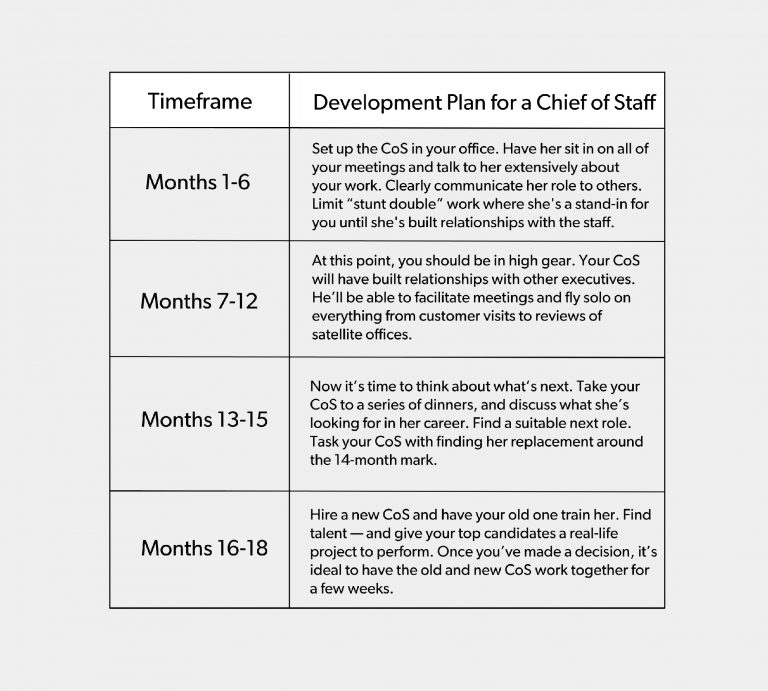 Timeframe
Development Plan for a Chief of Staff
Months 1-6
Set up the CoS in your office. Have her sit in on all of
your meetings and talk to her extensively about
your work. Clearly communicate her role to others.
Limit “stunt double” work where she's a stand-in for
you until she's built relationships with the staff.
Months 7-12
At this point, you should be in high gear. Your CoS
will have built relationships with other executives.
He’ll be able to facilitate meetings and fly solo on
everything from customer visits to reviews of
satellite offices.
Months 13-15
Now it’s time to think about what’s next. Take your
CoS to a series of dinners, and discuss what she’s
looking for in her career. Find a suitable next role.
Task your CoS with finding her replacement around
the 14-month mark.
Months 16-18
Hire a new CoS and have your old one train her. Find
talent — and give your top candidates a real-life
project to perform. Once you’ve made a decision, it’s
ideal to have the old and new CoS work together for
a few weeks.